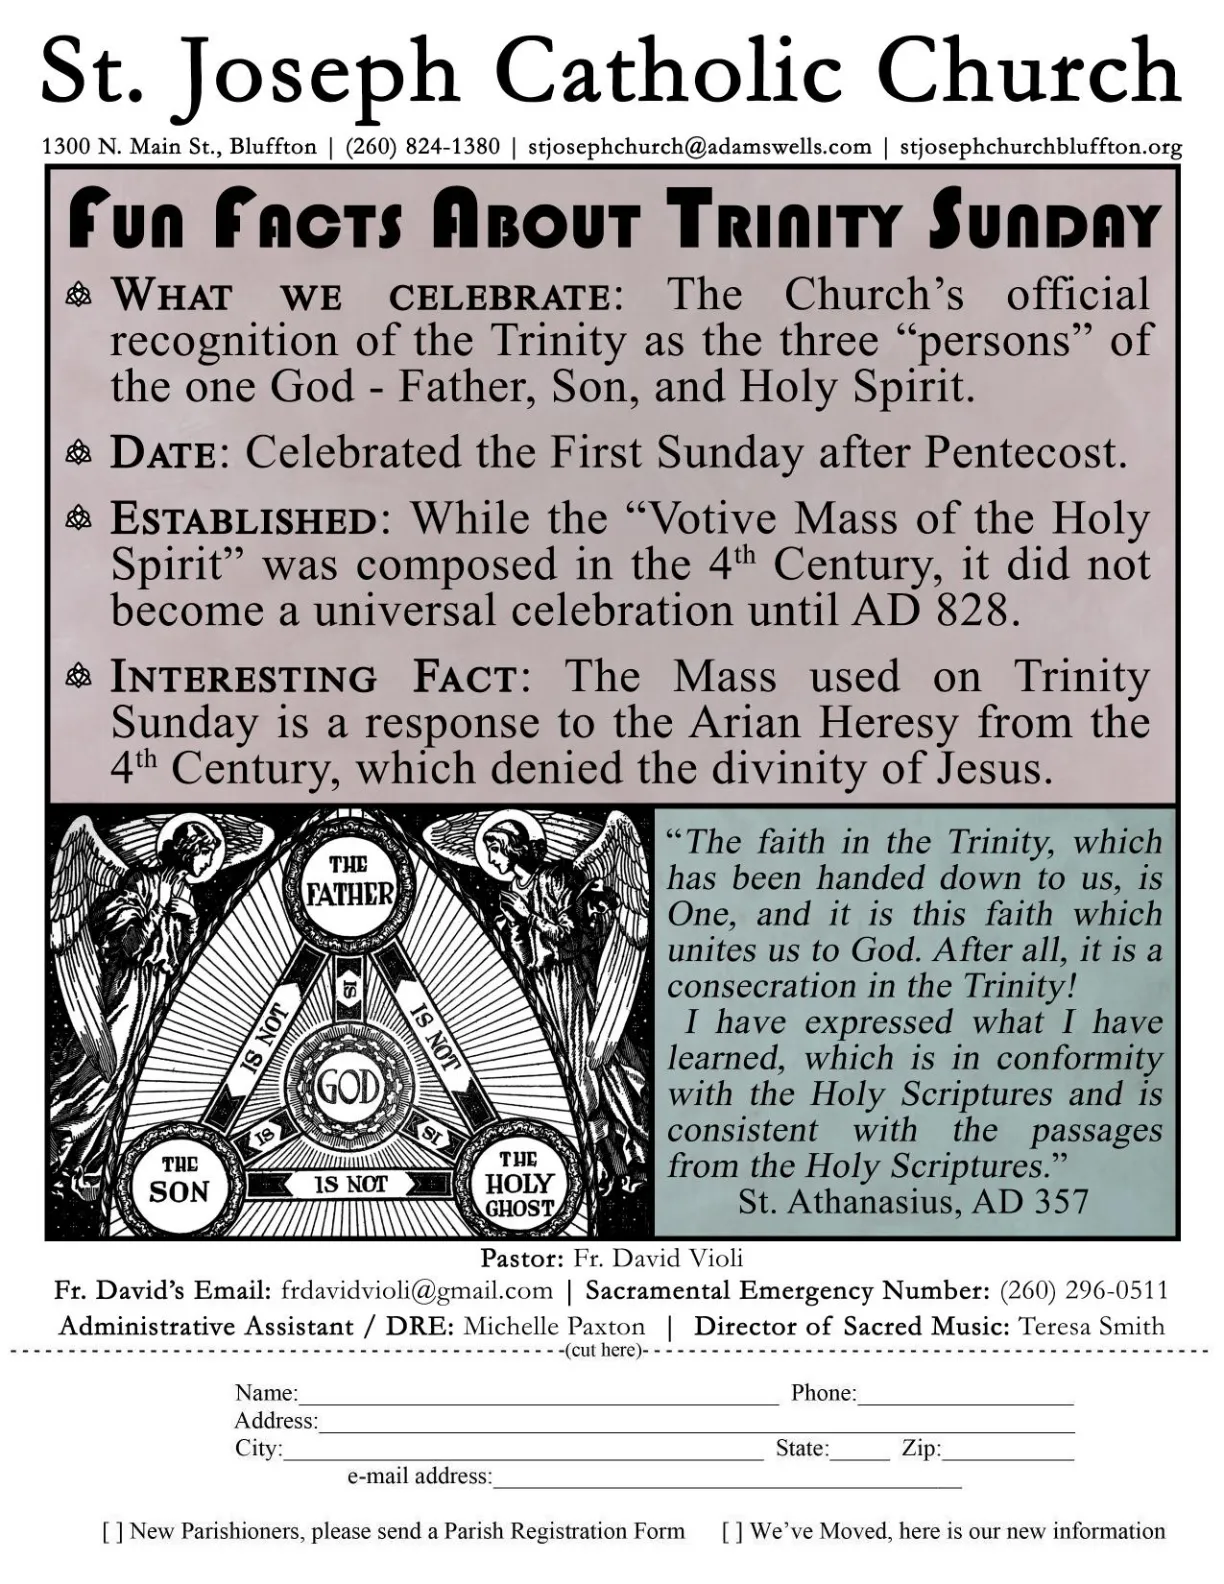 St. Joseph Catholic Church
1300 N. Main St., Bluffton | (260) 824-1380 | stjosephchurch@adamswells.com | stjosephchurchbluffton.org
Fun Facts About Trinity Sunday
What we celebrate: The Church's official
recognition of the Trinity as the three “persons” of
the one God - Father, Son, and Holy Spirit.
Date: Celebrated the First Sunday after Pentecost.
Established: While the “Votive Mass of the Holy
Spirit” was composed in the 4th Century, it did not
become a universal celebration until AD 828.
Interesting Fact: The Mass used on Trinity
Sunday is a response to the Arian Heresy from the
4th Century, which denied the divinity of Jesus.
THE
FATHER
IS NOT
IS
IS NOT
GOD
IS
IS
THE
SON
IS NOT
THE
HOLY
GHOST
“The faith in the Trinity, which
has been handed down to us, is
One, and it is this faith which
unites us to God. After all, it is a
consecration in the Trinity!
I have expressed what I have
learned, which is in conformity
with the Holy Scriptures and is
consistent with the passages
from the Holy Scriptures.”
St. Athanasius, AD 357
Pastor: Fr. David Violi
Fr. David's Email: frdavidvioli@gmail.com | Sacramental Emergency Number: (260) 296-0511
Administrative Assistant / DRE: Michelle Paxton | Director of Sacred Music: Teresa Smith
(cut here)
Name: Phone:
Address:
City: State: Zip:
e-mail address:
[ ] New Parishioners, please send a Parish Registration Form [ ] We've Moved, here is our new information